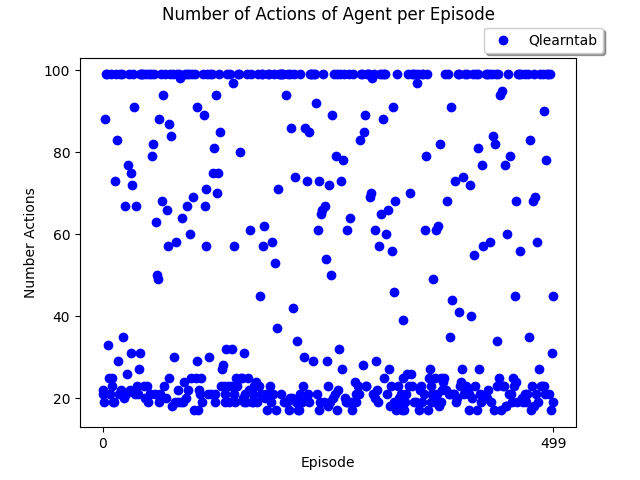 Number of Actions of Agent per Episode
Qlearntab
100
80
60
40
20
Number Actions
0
499
Episode